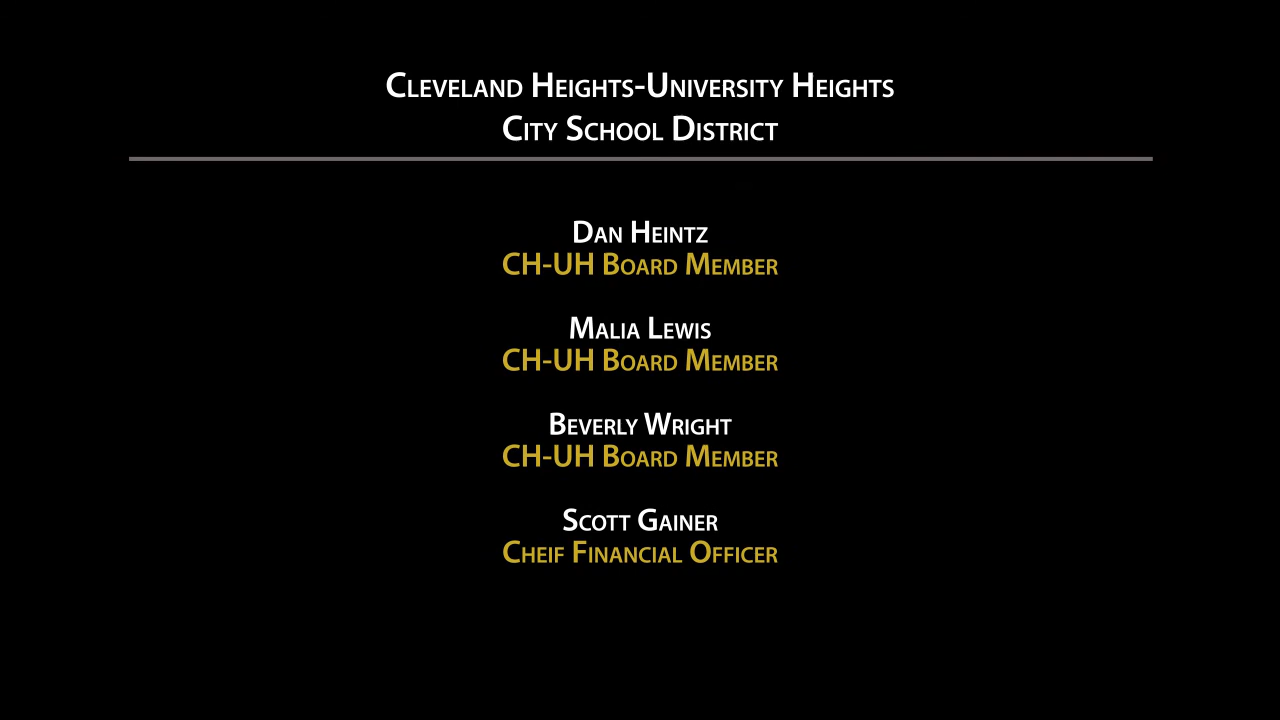 Cleveland Heights-University Heights
City School District
Dan Heintz
CH-UH Board Member
Malia Lewis
CH-UH Board Member
Beverly Wright
CH-UH Board Member
Scott Gainer
Cheif Financial Officer